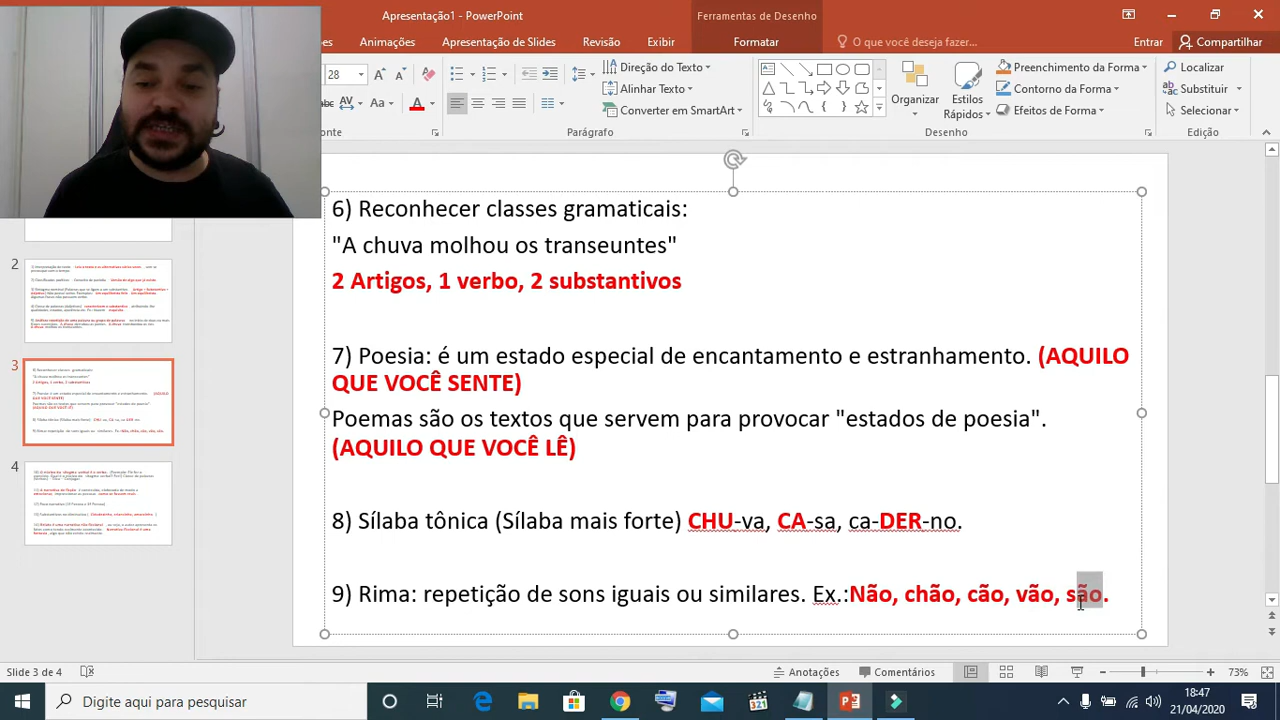 Apresentação1 - PowerPoint
Ferramentas de Desenho
Animações
Apresentação de Slides
Revisão
Exibir
Formatar
O que você deseja fazer...
Entrar
Compartilhar
28
Direção do Texto
Alinhar Texto
Converter em SmartArt
Parágrafo
Organizar
Estilos
Rápidos
Preenchimento da Forma
Contorno da Forma
Efeitos de Forma
Desenho
Localizar
Substituir
Selecionar
Edição
6) Reconhecer classes gramaticais:
"A chuva molhou os transeuntes"
2 Artigos, 1 verbo, 2 substantivos
7) Poesia: é um estado especial de encantamento e estranhamento. (AQUILO
QUE VOCÊ SENTE)
Poemas são os textos que servem para provocar "estados de poesia".
(AQUILO QUE VOCÊ LÊ)
8) Sílaba tônica (Sílaba mais forte) CHU-va, CA-sa, ca-DER-no.
9) Rima: repetição de sons iguais ou similares. Ex.:Não, chão, cão, vão, são.
2
3
4
Slide 3 de 4
Anotações
Comentários
73%
Digite aqui para pesquisar
18:47
21/04/2020